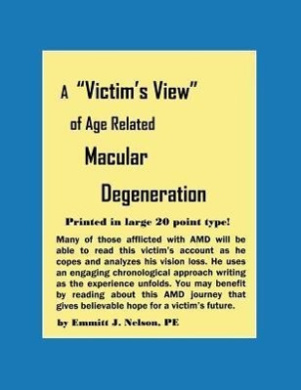 A "Victim's View"
of Age Related
Macular
Degeneration
Printed in large 20 point type!
Many of those afflicted with AMD will be
able to read this victim's account as he
copes and analyzes his vision loss. He uses
an engaging chronological approach writing
as the experience unfolds. You may benefit
by reading about this AMD journey that
gives believable hope for a victim's future.
by Emmitt J. Nelson, PE